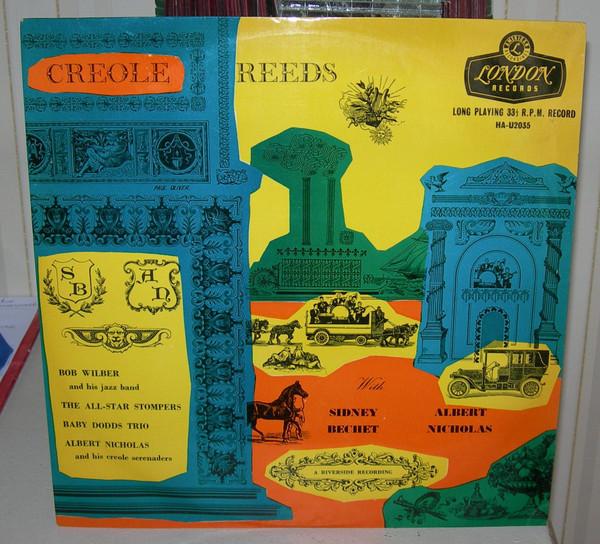 CREOLE REEDS
LONDON
RECORDS
LONG PLAYING 33⅓ R.P.M. RECORD
HA-U2035
PAUL OLIVER
SB
AN
BOB WILBER
and his jazz band
THE ALL-STAR STOMPERS
BABY DODDS TRIO
ALBERT NICHOLAS
and his creole serenaders
With
SIDNEY
BECHET
ALBERT
NICHOLAS
A RIVERSIDE RECORDING